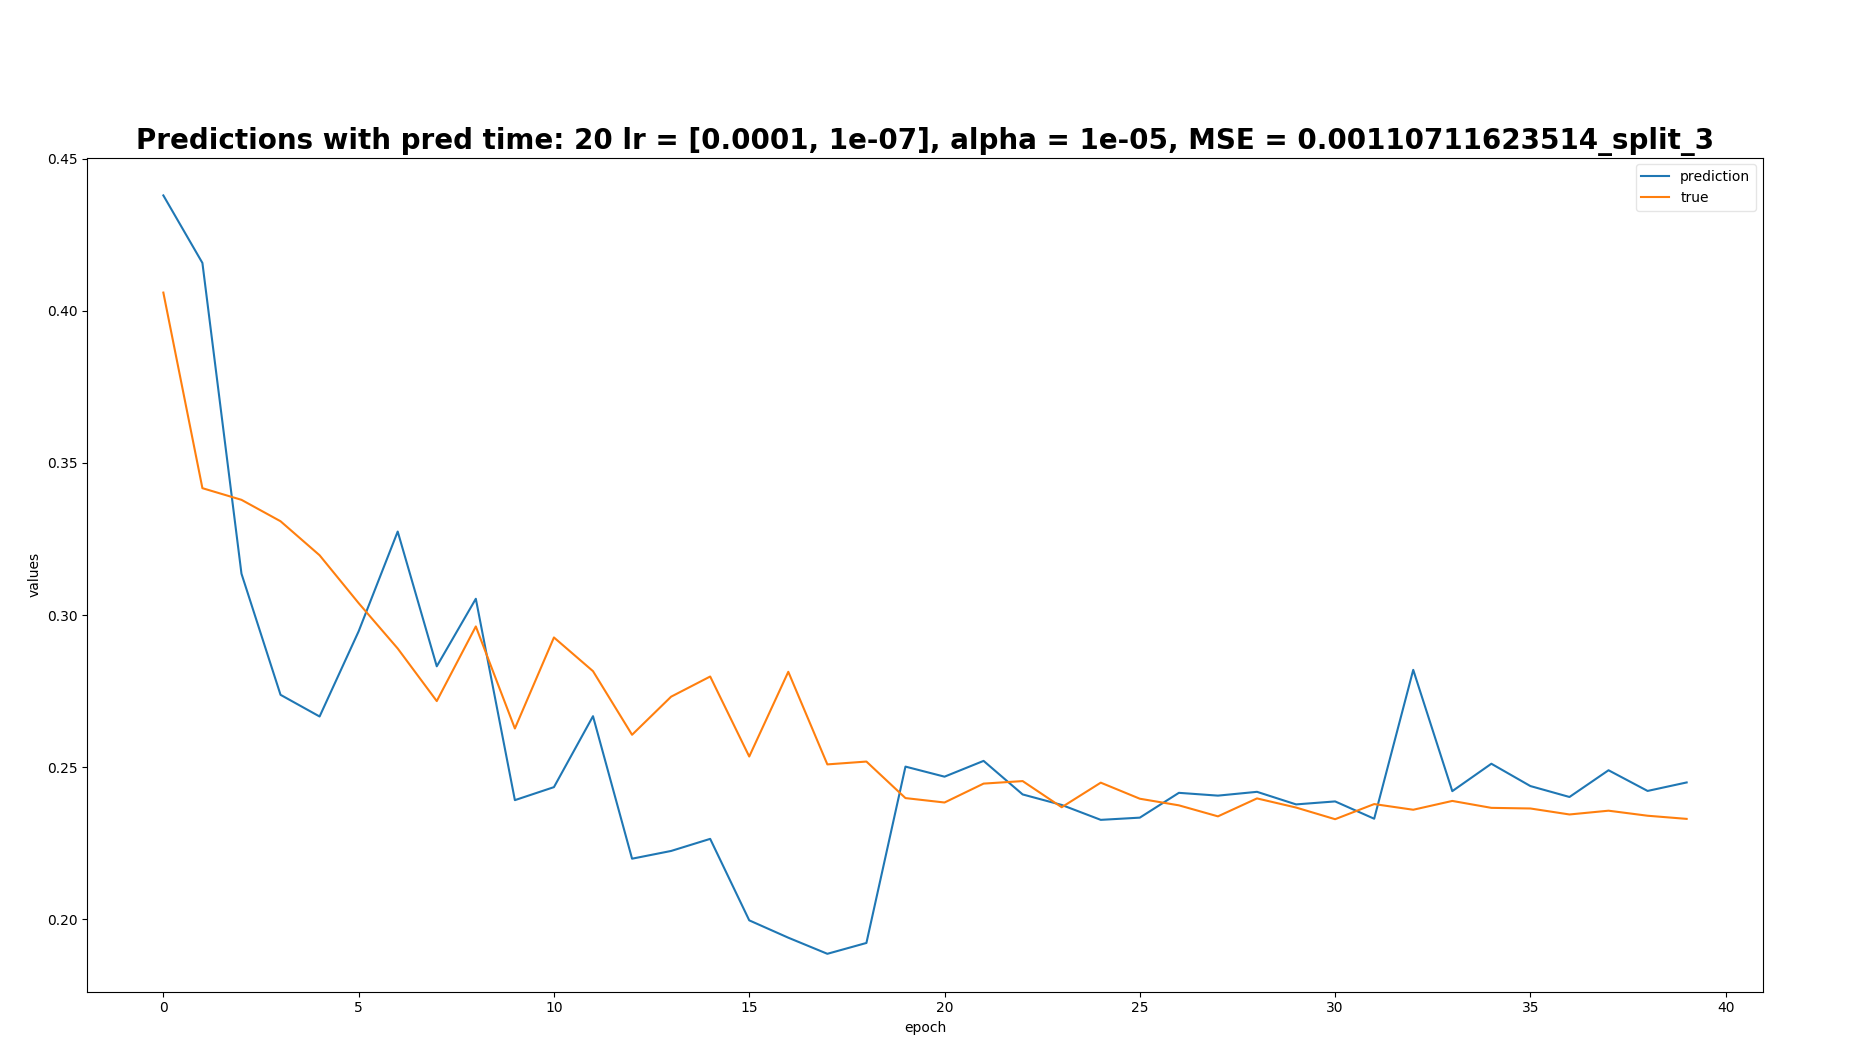 Predictions with pred time: 20 lr = [0.0001, 1e-07], alpha = 1e-05, MSE = 0.00110711623514_split_3
prediction
true
0.45
0.40
0.35
0.30
0.25
0.20
values
0 5 10 15 20 25 30 35 40
epoch